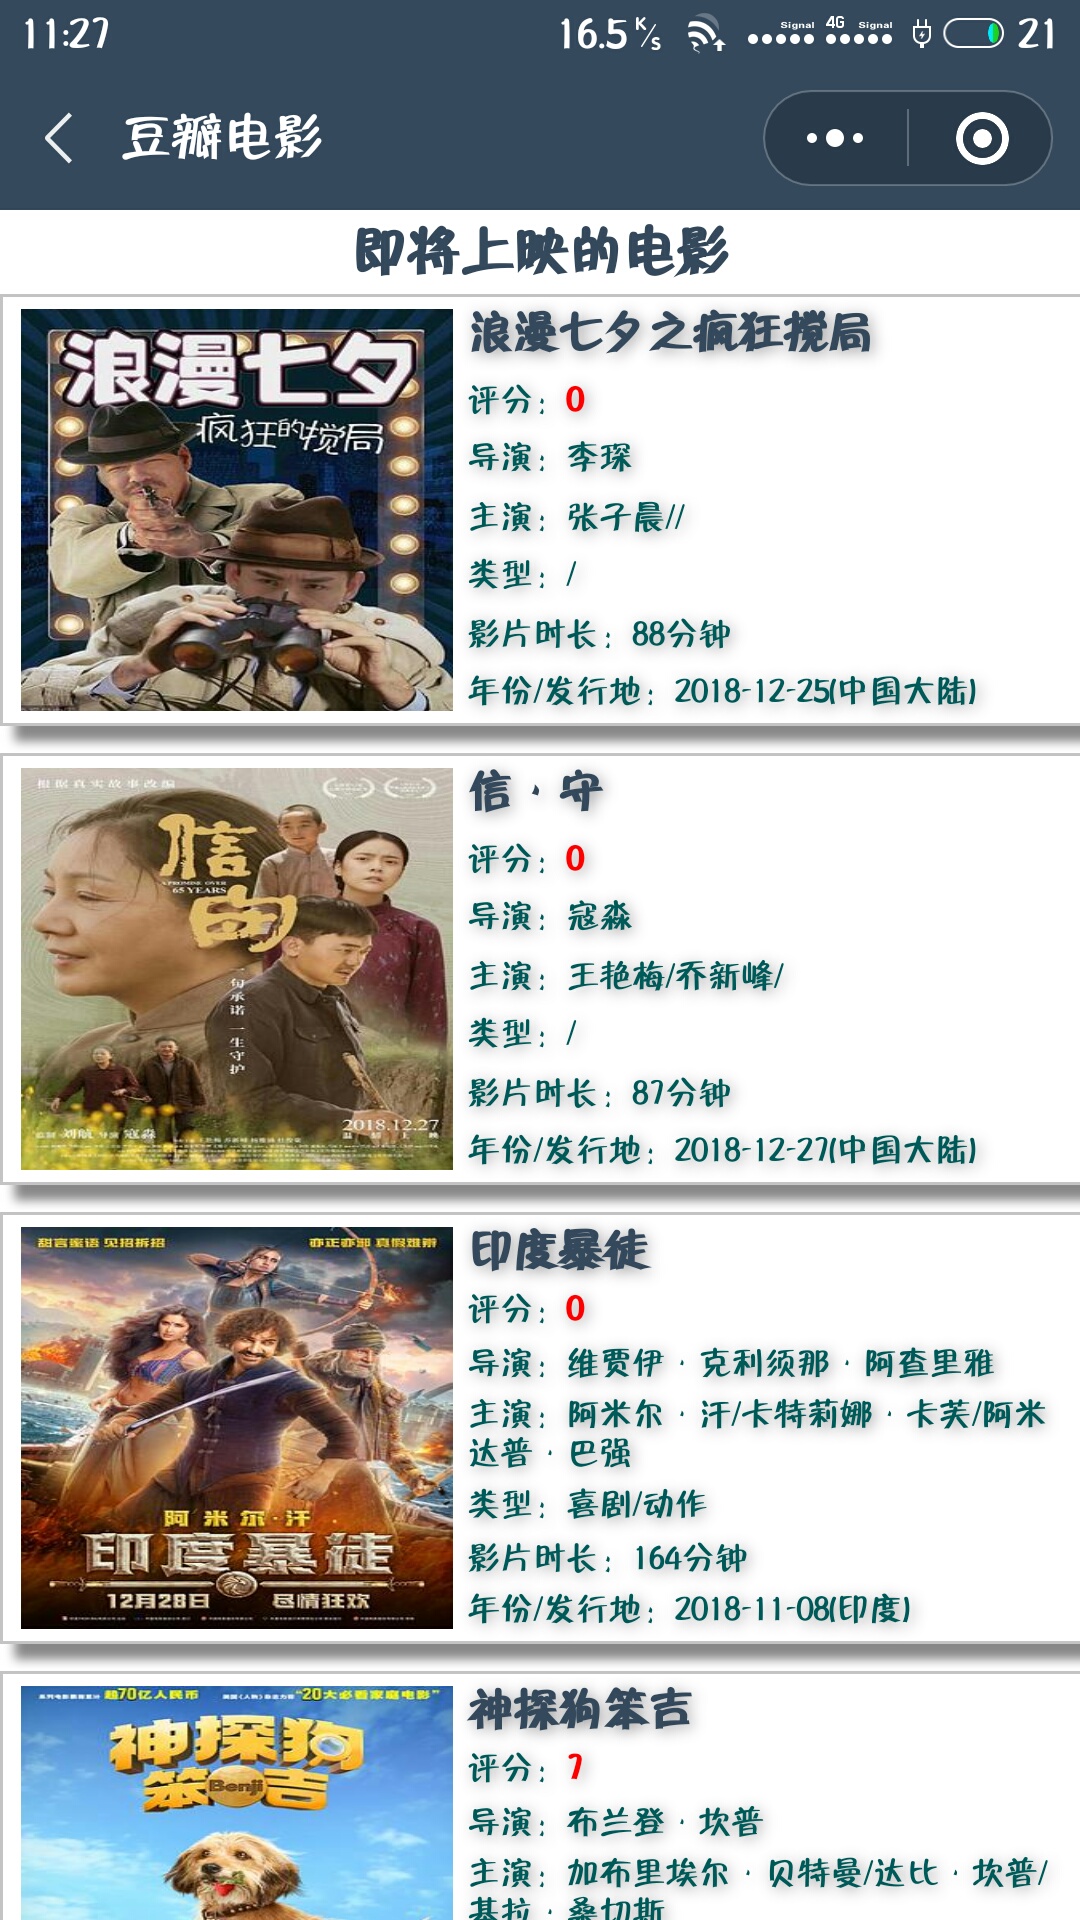 11:27
16.5 K/S
Signal 4G Signal
21
豆瓣电影
即将上映的电影
浪漫七夕
疯狂的搅局
浪漫七夕之疯狂搅局
评分：0
导演：李琛
主演：张子晨//
类型：/
影片时长：88分钟
年份/发行地：2018-12-25(中国大陆)
根据真实故事改编
信守
A PROMISE OVER
65 YEARS
一句承诺 一生守护
2018.12.27
信·守
评分：0
导演：寇淼
主演：王艳梅/乔新峰/
类型：/
影片时长：87分钟
年份/发行地：2018-12-27(中国大陆)
甜言蜜语 见招拆招
亦正亦邪 真假难辨
阿米尔·汗
印度暴徒
12月28日 尽情狂欢
印度暴徒
评分：0
导演：维贾伊·克利须那·阿查里雅
主演：阿米尔·汗/卡特莉娜·卡芙/阿米
达普·巴强
类型：喜剧/动作
影片时长：164分钟
年份/发行地：2018-11-08(印度)
超70亿人民币
"20大必看家庭电影"
神探狗
笨Benji吉
神探狗笨吉
评分：7
导演：布兰登·坎普
主演：加布里埃尔·贝特曼/达比·坎普/
基拉·桑切斯